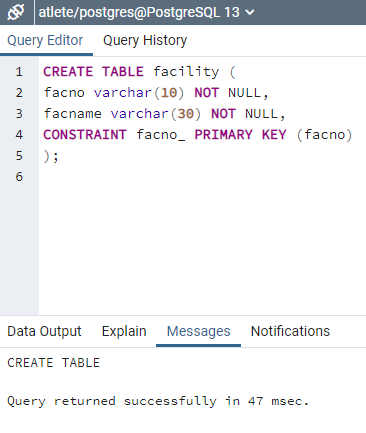 atlete/postgres@PostgreSQL 13
Query Editor Query History
1 CREATE TABLE facility (
2 facno varchar(10) NOT NULL,
3 facname varchar(30) NOT NULL,
4 CONSTRAINT facno_ PRIMARY KEY (facno)
5 );
6
Data Output Explain Messages Notifications
CREATE TABLE
Query returned successfully in 47 msec.